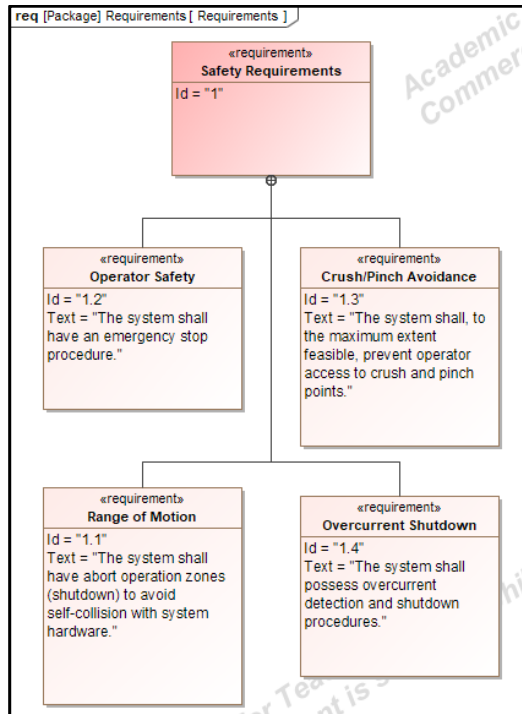 req [Package] Requirements [ Requirements ]
«requirement»
Safety Requirements
Id = "1"
«requirement»
Operator Safety
Id = "1.2"
Text = "The system shall
have an emergency stop
procedure."
«requirement»
Crush/Pinch Avoidance
Id = "1.3"
Text = "The system shall, to
the maximum extent
feasible, prevent operator
access to crush and pinch
points."
«requirement»
Range of Motion
Id = "1.1"
Text = "The system shall
have abort operation zones
(shutdown) to avoid
self-collision with system
hardware."
«requirement»
Overcurrent Shutdown
Id = "1.4"
Text = "The system shall
possess overcurrent
detection and shutdown
procedures."
Academic
Commer